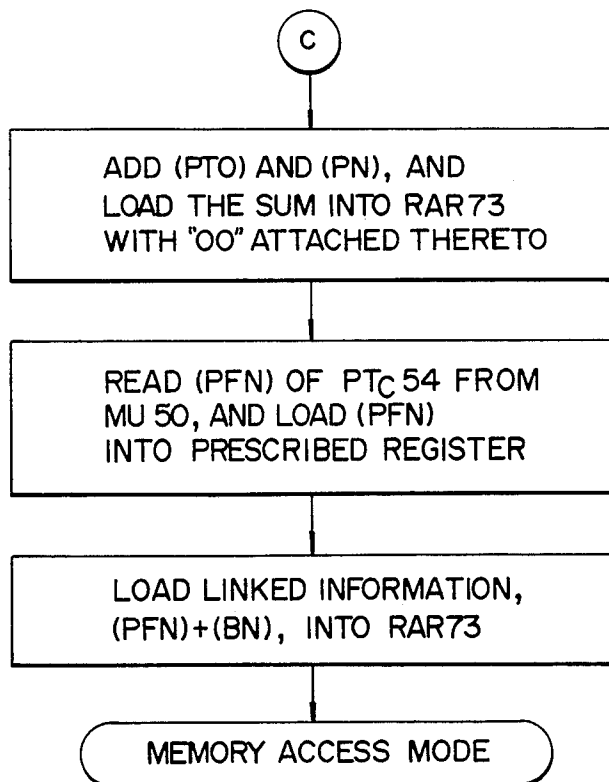 C
ADD (PTO) AND (PN), AND
LOAD THE SUM INTO RAR73
WITH "00" ATTACHED THERETO
READ (PFN) OF PTC 54 FROM
MU 50, AND LOAD (PFN)
INTO PRESCRIBED REGISTER
LOAD LINKED INFORMATION,
(PFN)+(BN), INTO RAR73
MEMORY ACCESS MODE